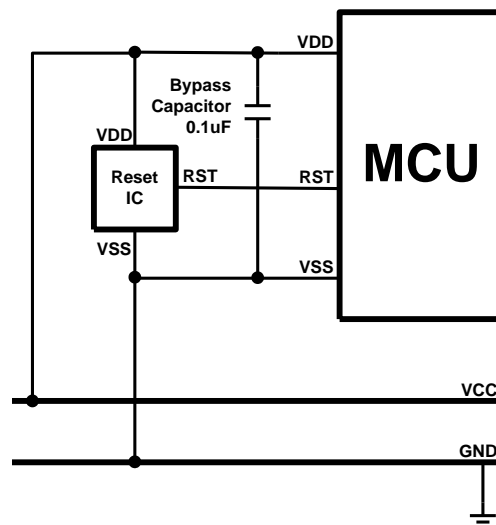 VDD
Bypass
Capacitor
0.1uF
VDD
MCU
Reset
IC
RST
RST
VSS
VSS
VCC
GND